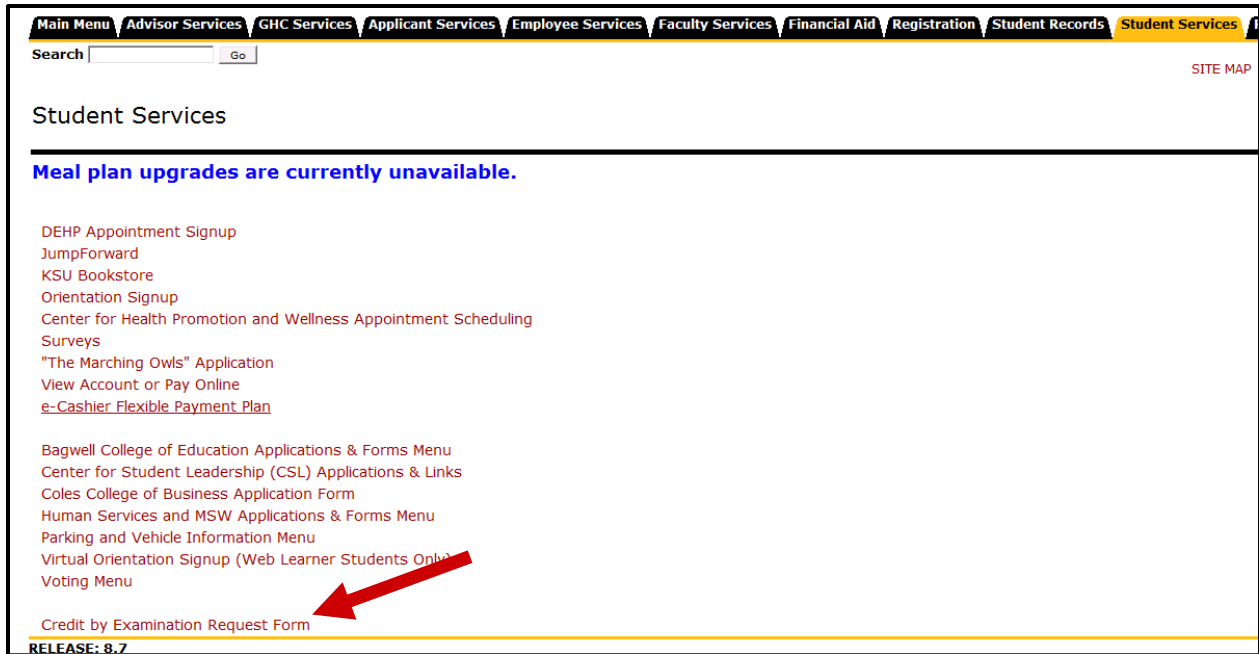 Main Menu Advisor Services GHC Services Applicant Services Employee Services Faculty Services Financial Aid Registration Student Records Student Services
Search Go
SITE MAP
Student Services
Meal plan upgrades are currently unavailable.
DEHP Appointment Signup
JumpForward
KSU Bookstore
Orientation Signup
Center for Health Promotion and Wellness Appointment Scheduling
Surveys
"The Marching Owls" Application
View Account or Pay Online
e-Cashier Flexible Payment Plan
Bagwell College of Education Applications & Forms Menu
Center for Student Leadership (CSL) Applications & Links
Coles College of Business Application Form
Human Services and MSW Applications & Forms Menu
Parking and Vehicle Information Menu
Virtual Orientation Signup (Web Learner Students Only)
Voting Menu
Credit by Examination Request Form
RELEASE: 8.7